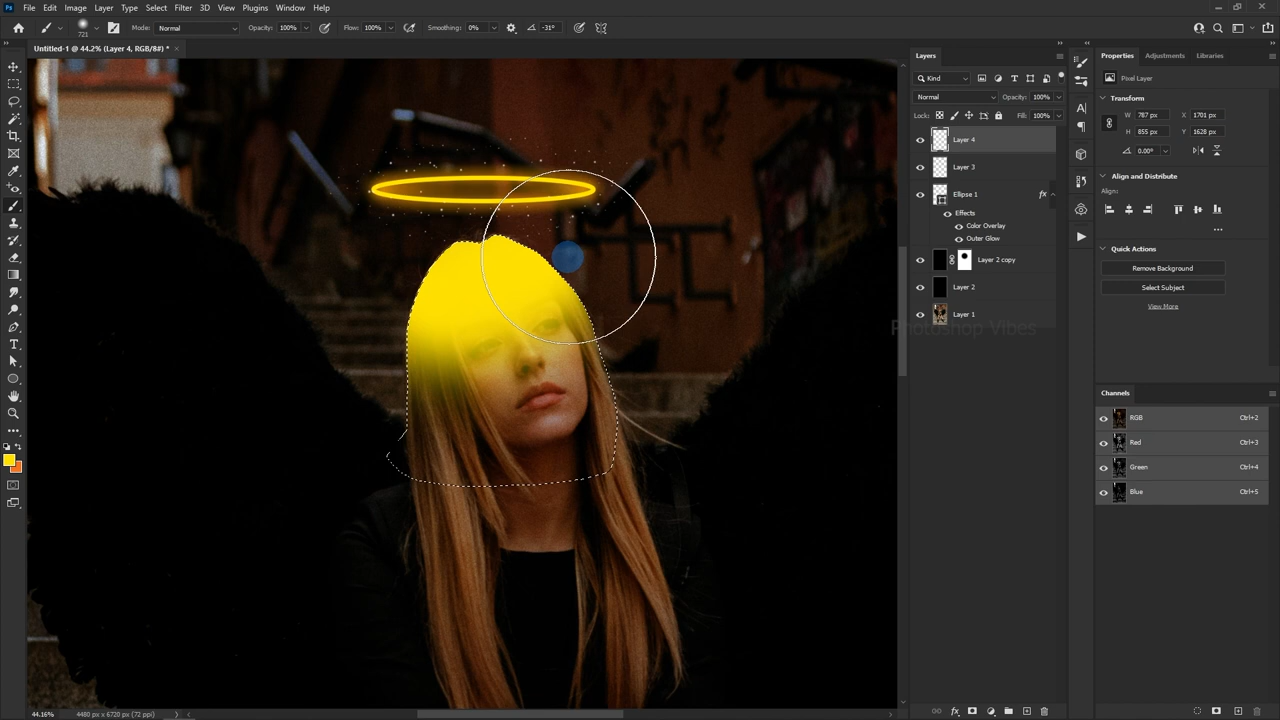 File Edit Image Layer Type Select Filter 3D View Plugins Window Help
721 Mode: Normal Opacity: 100% Flow: 100% Smoothing: 0% -31°
Untitled-1 @ 44.2% (Layer 4, RGB/8#) * ×
Layers
Kind
Normal Opacity: 100%
Lock: Fill: 100%
Layer 4
Layer 3
Ellipse 1 fx
Effects
Color Overlay
Outer Glow
Layer 2 copy
Layer 2
Layer 1
Properties Adjustments Libraries
Pixel Layer
Transform
W 787 px X 1701 px
H 855 px Y 1628 px
0.00°
Align and Distribute
Align:
Quick Actions
Remove Background
Select Subject
View More
Photoshop Vibes
Channels
RGB Ctrl+2
Red Ctrl+3
Green Ctrl+4
Blue Ctrl+5
44.16% 4480 px x 6720 px (72 ppi)